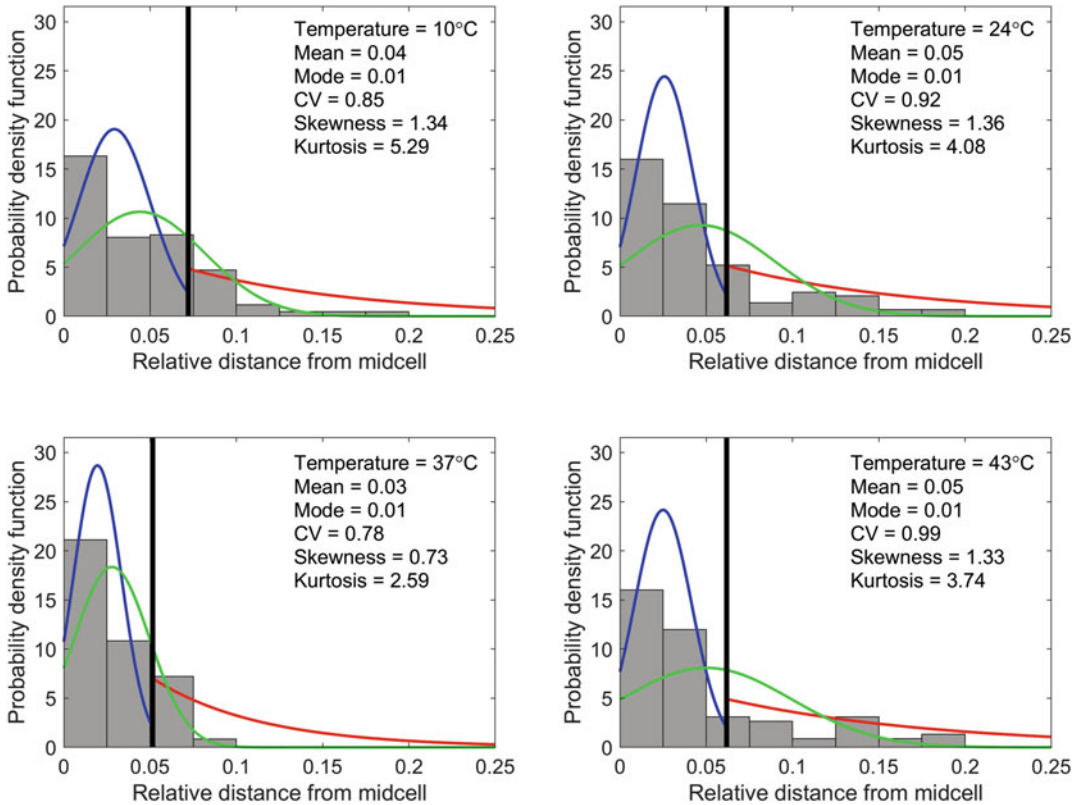 Probability density function
30
25
20
15
10
5
0
Temperature = 10°C
Mean = 0.04
Mode = 0.01
CV = 0.85
Skewness = 1.34
Kurtosis = 5.29
0 0.05 0.1 0.15 0.2 0.25
Relative distance from midcell
Probability density function
30
25
20
15
10
5
0
Temperature = 24°C
Mean = 0.05
Mode = 0.01
CV = 0.92
Skewness = 1.36
Kurtosis = 4.08
0 0.05 0.1 0.15 0.2 0.25
Relative distance from midcell
Probability density function
30
25
20
15
10
5
0
Temperature = 37°C
Mean = 0.03
Mode = 0.01
CV = 0.78
Skewness = 0.73
Kurtosis = 2.59
0 0.05 0.1 0.15 0.2 0.25
Relative distance from midcell
Probability density function
30
25
20
15
10
5
0
Temperature = 43°C
Mean = 0.05
Mode = 0.01
CV = 0.99
Skewness = 1.33
Kurtosis = 3.74
0 0.05 0.1 0.15 0.2 0.25
Relative distance from midcell